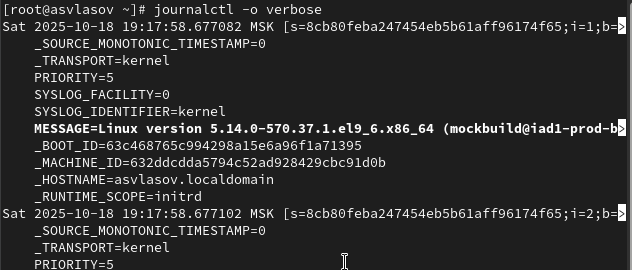 [root@asvlasov ~]# journalctl -o verbose
Sat 2025-10-18 19:17:58.677082 MSK [s=8cb80feba247454eb5b61aff96174f65;i=1;b=>
    _SOURCE_MONOTONIC_TIMESTAMP=0
    _TRANSPORT=kernel
    PRIORITY=5
    SYSLOG_FACILITY=0
    SYSLOG_IDENTIFIER=kernel
    MESSAGE=Linux version 5.14.0-570.37.1.el9_6.x86_64 (mockbuild@iad1-prod-b>
    _BOOT_ID=63c468765c994298a15e6a96f1a71395
    _MACHINE_ID=632ddcdda5794c52ad928429cbc91d0b
    _HOSTNAME=asvlasov.localdomain
    _RUNTIME_SCOPE=initrd
Sat 2025-10-18 19:17:58.677102 MSK [s=8cb80feba247454eb5b61aff96174f65;i=2;b=>
    _SOURCE_MONOTONIC_TIMESTAMP=0
    _TRANSPORT=kernel
    PRIORITY=5